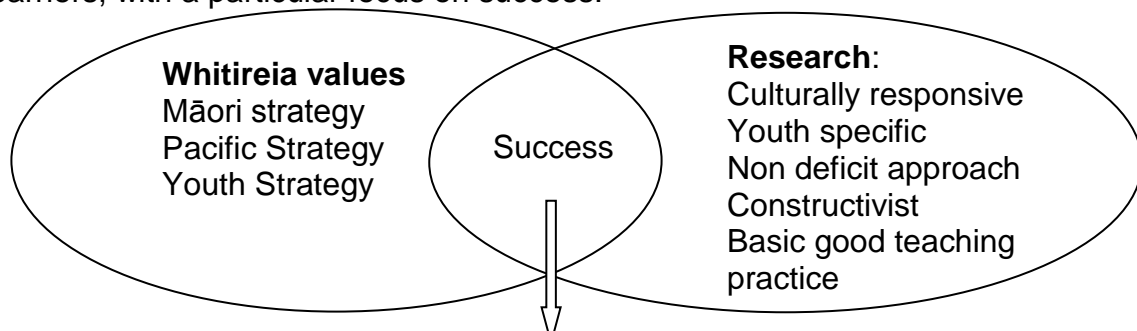 with a particular focus on success.
Whitireia values
Māori strategy
Pacific Strategy
Youth Strategy
Success
Research:
Culturally responsive
Youth specific
Non deficit approach
Constructivist
Basic good teaching
practice